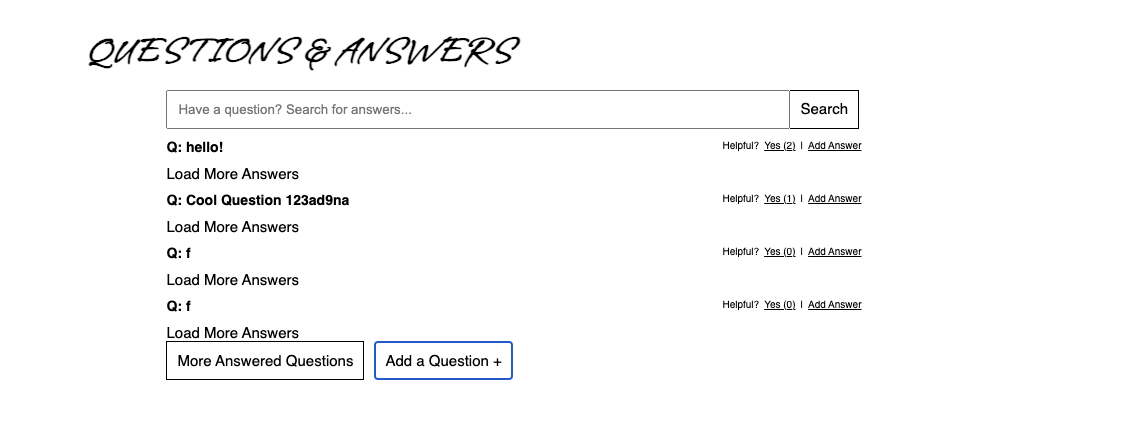 QUESTIONS & ANSWERS
Have a question? Search for answers...
Search
Q: hello!
Helpful? Yes (2) | Add Answer
Load More Answers
Q: Cool Question 123ad9na
Helpful? Yes (1) | Add Answer
Load More Answers
Q: f
Helpful? Yes (0) | Add Answer
Load More Answers
Q: f
Helpful? Yes (0) | Add Answer
Load More Answers
More Answered Questions
Add a Question +